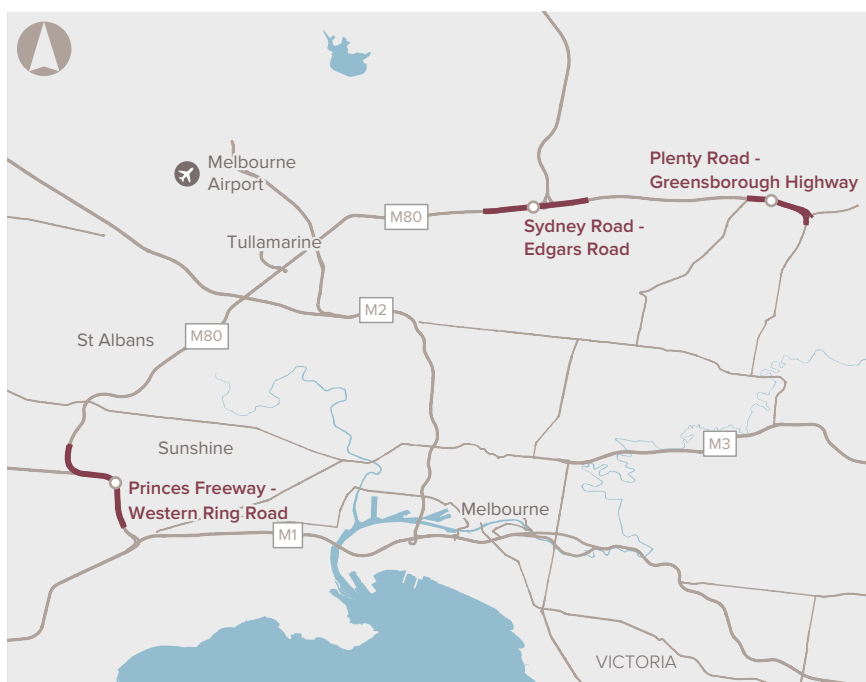 Melbourne
Airport
Plenty Road -
Greensborough Highway
M80
Sydney Road -
Edgars Road
Tullamarine
M2
M80
St Albans
M3
Sunshine
Princes Freeway -
Western Ring Road
Melbourne
M1
VICTORIA